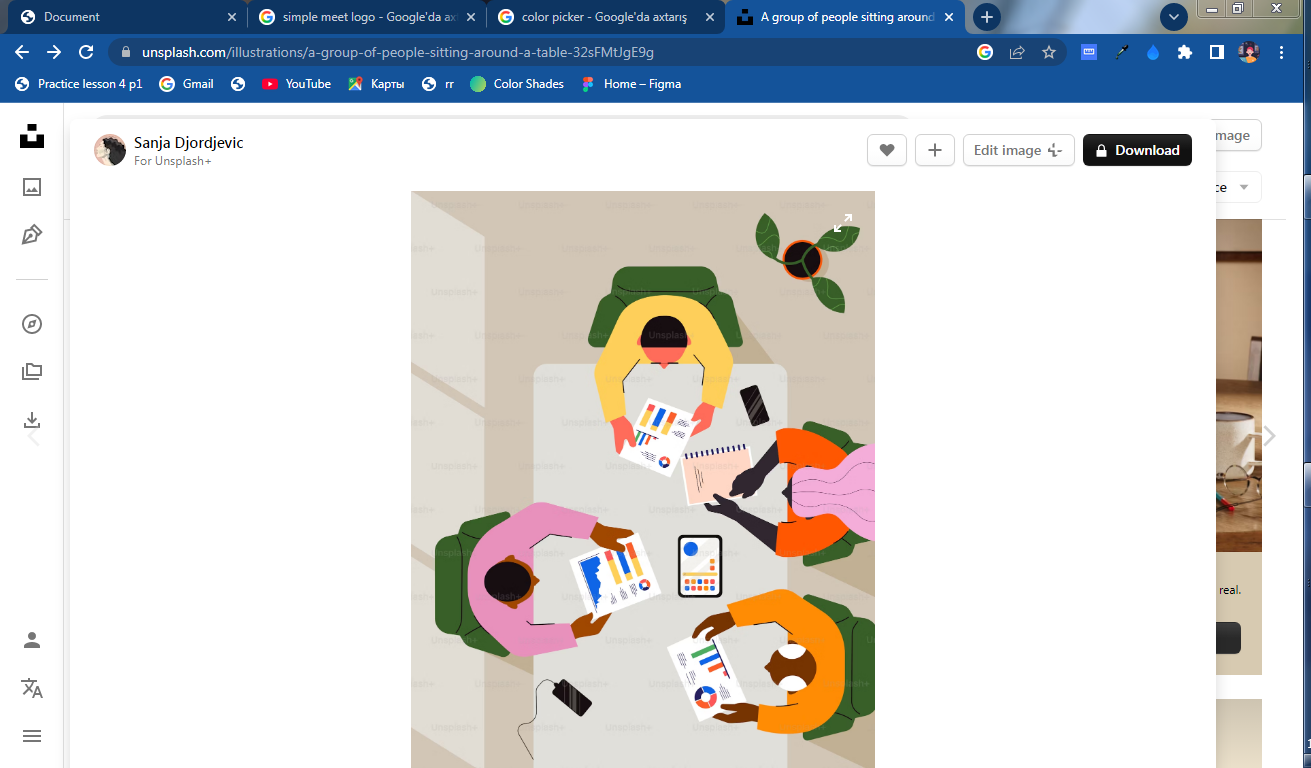 Document
simple meet logo - Google'da axt
color picker - Google'da axtarış
A group of people sitting around
unsplash.com/illustrations/a-group-of-people-sitting-around-a-table-32sFMtJgE9g
Practice lesson 4 p1
Gmail
YouTube
Карты
rr
Color Shades
Home – Figma
Sanja Djordjevic
For Unsplash+
Edit image
Download
mage
ce
real.
Unsplash+